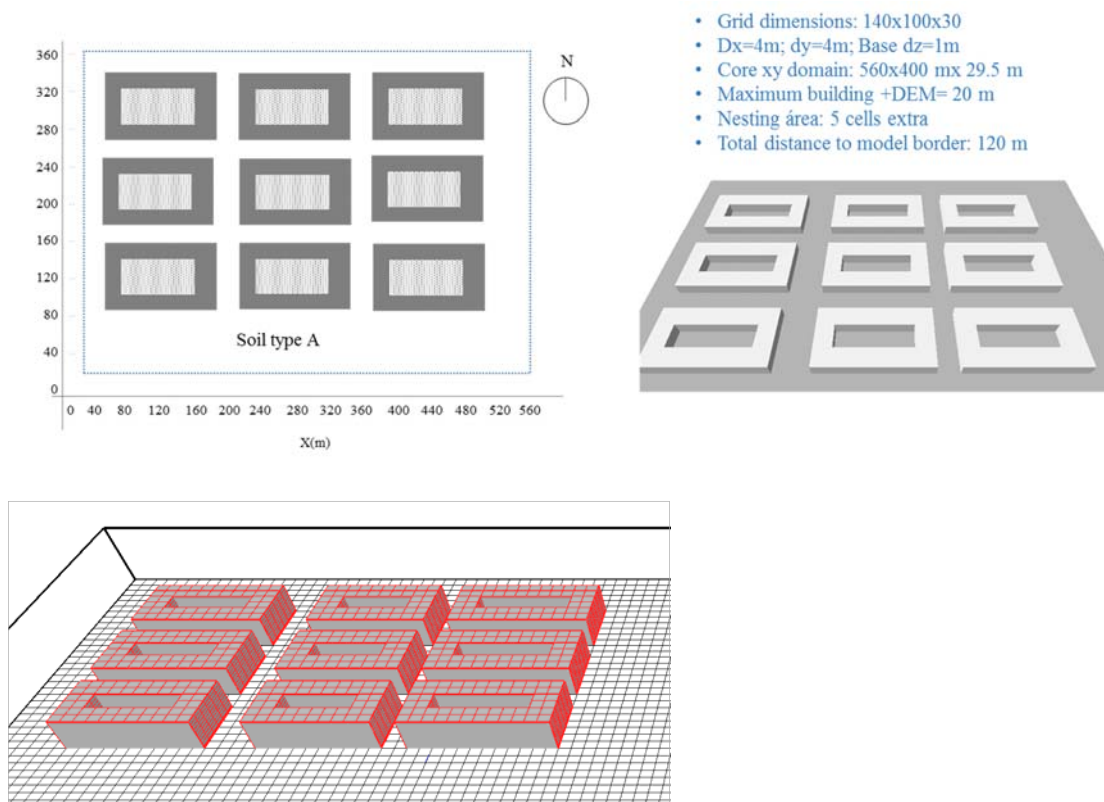 • Grid dimensions: 140x100x30
• Dx=4m; dy=4m; Base dz=1m
• Core xy domain: 560x400 mx 29.5 m
• Maximum building +DEM= 20 m
• Nesting área: 5 cells extra
• Total distance to model border: 120 m
360
320
280
240
200
160
120
80
40
0
N
Soil type A
0 40 80 120 160 200 240 280 320 360 400 440 480 520 560
X(m)